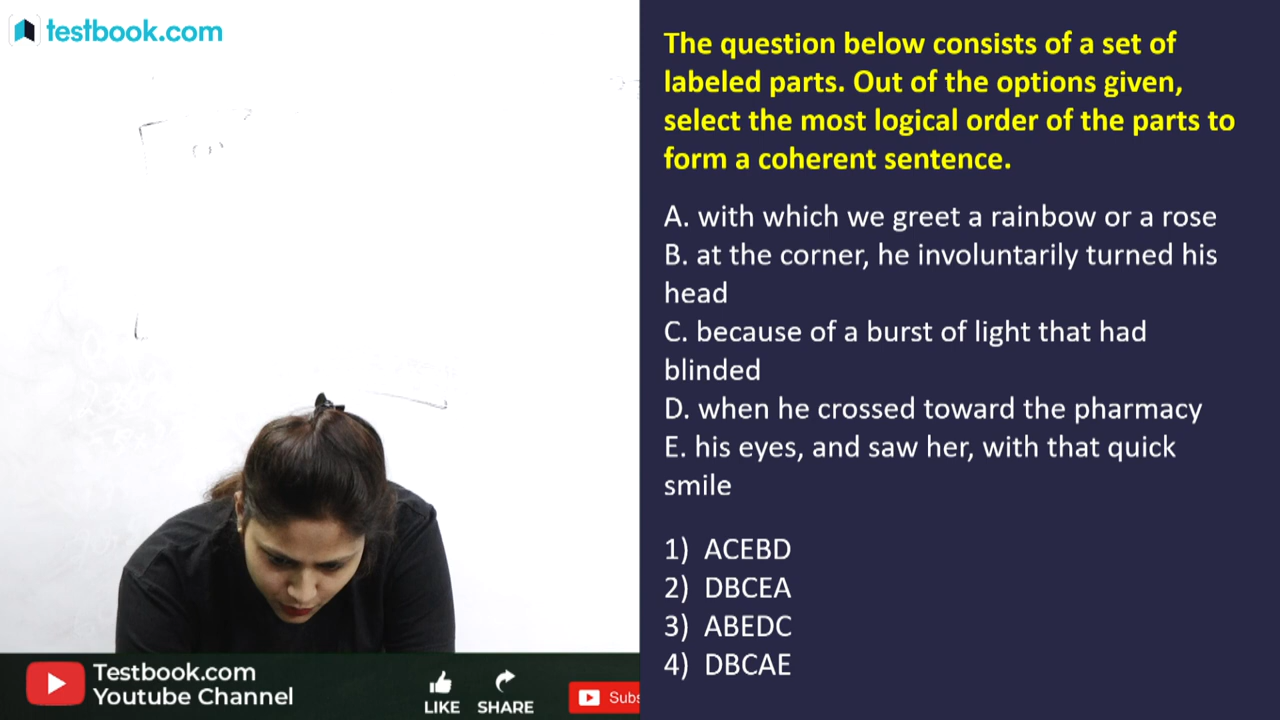 testbook.com
The question below consists of a set of
labeled parts. Out of the options given,
select the most logical order of the parts to
form a coherent sentence.
A. with which we greet a rainbow or a rose
B. at the corner, he involuntarily turned his
head
C. because of a burst of light that had
blinded
D. when he crossed toward the pharmacy
E. his eyes, and saw her, with that quick
smile
1) ACEBD
2) DBCEA
3) ABEDC
4) DBCAE
Testbook.com
Youtube Channel
LIKE
SHARE
Subs